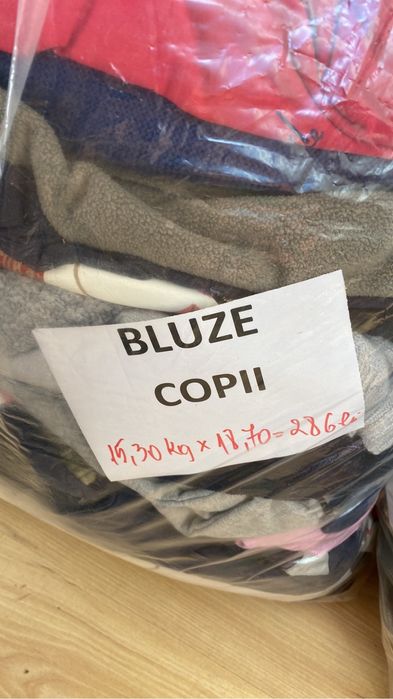 BLUZE
COPII
15,30 kg x 18,70 = 286 lei